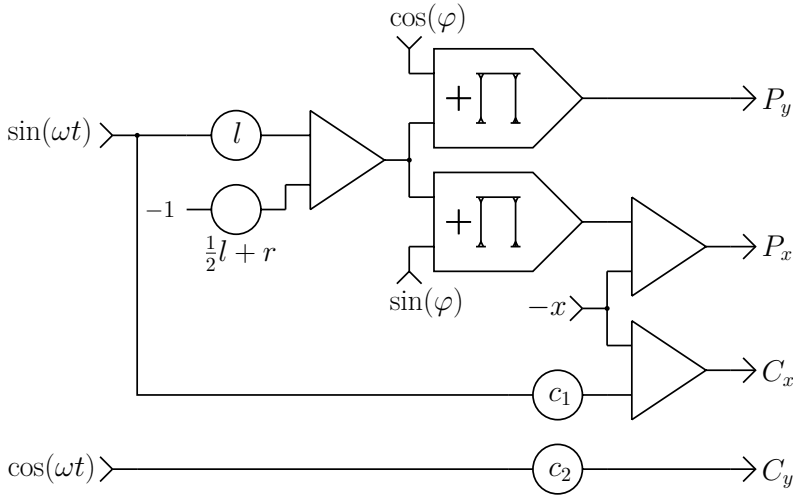 cos(φ)
+∏
P_y
sin(ωt)
l
−1
½l + r
+∏
P_x
sin(φ)
−x
c₁
C_x
cos(ωt)
c₂
C_y